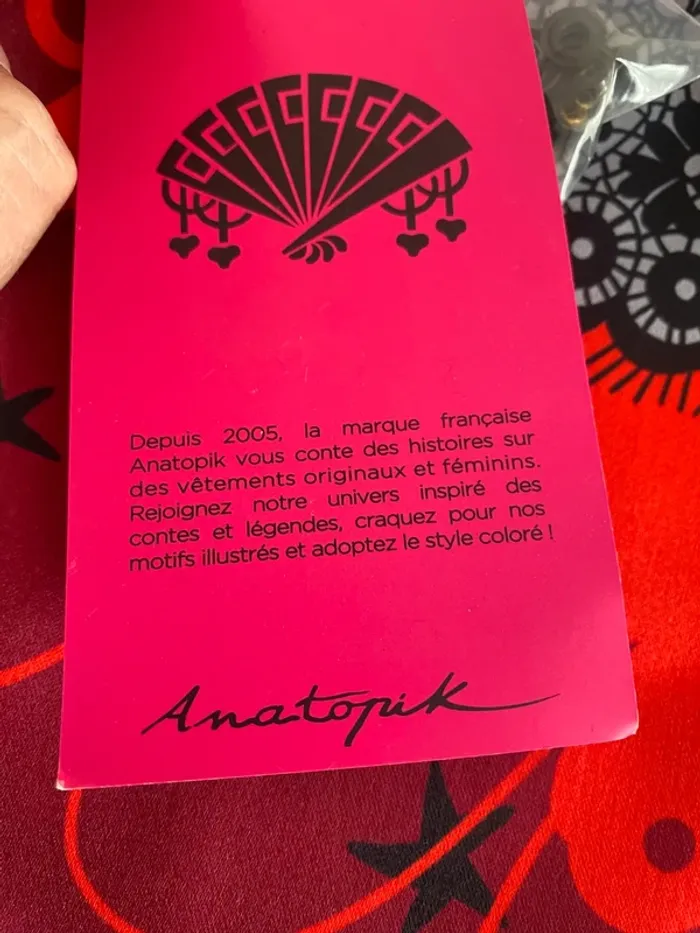 Depuis 2005, la marque française
Anatopik vous conte des histoires sur
des vêtements originaux et féminins.
Rejoignez notre univers inspiré des
contes et légendes, craquez pour nos
motifs illustrés et adoptez le style coloré !
Anatopik